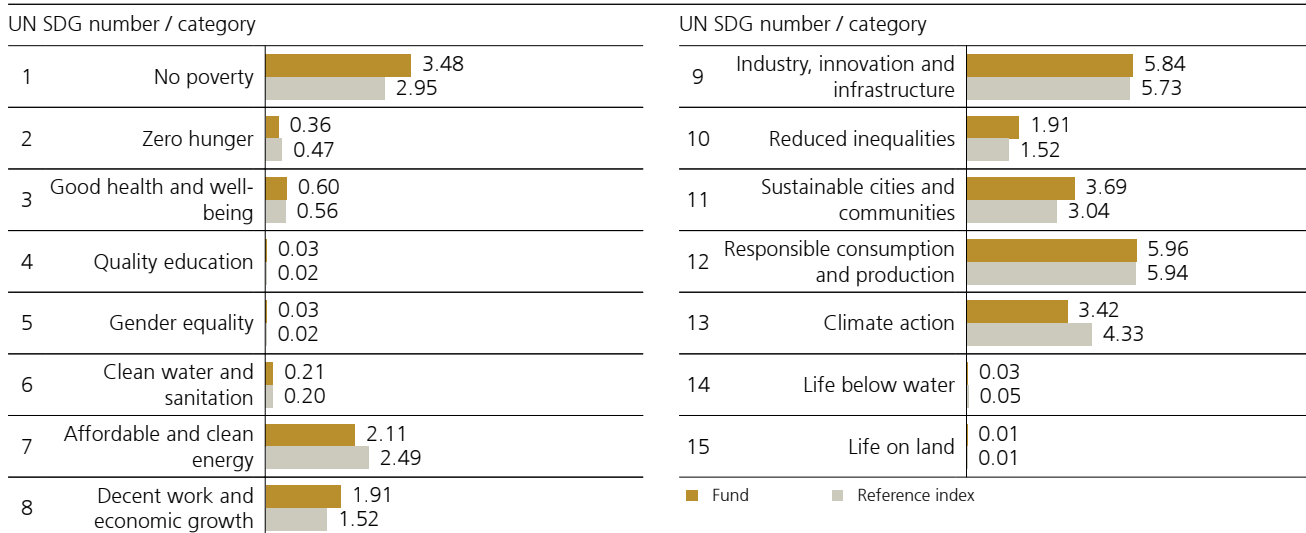 UN SDG number / category
1 No poverty 3.48
2.95
2 Zero hunger 0.36
0.47
3 Good health and well-
being 0.60
0.56
4 Quality education 0.03
0.02
5 Gender equality 0.03
0.02
6 Clean water and
sanitation 0.21
0.20
7 Affordable and clean
energy 2.11
2.49
8 Decent work and
economic growth 1.91
1.52
UN SDG number / category
9 Industry, innovation and
infrastructure 5.84
5.73
10 Reduced inequalities 1.91
1.52
11 Sustainable cities and
communities 3.69
3.04
12 Responsible consumption
and production 5.96
5.94
13 Climate action 3.42
4.33
14 Life below water 0.03
0.05
15 Life on land 0.01
0.01
Fund Reference index